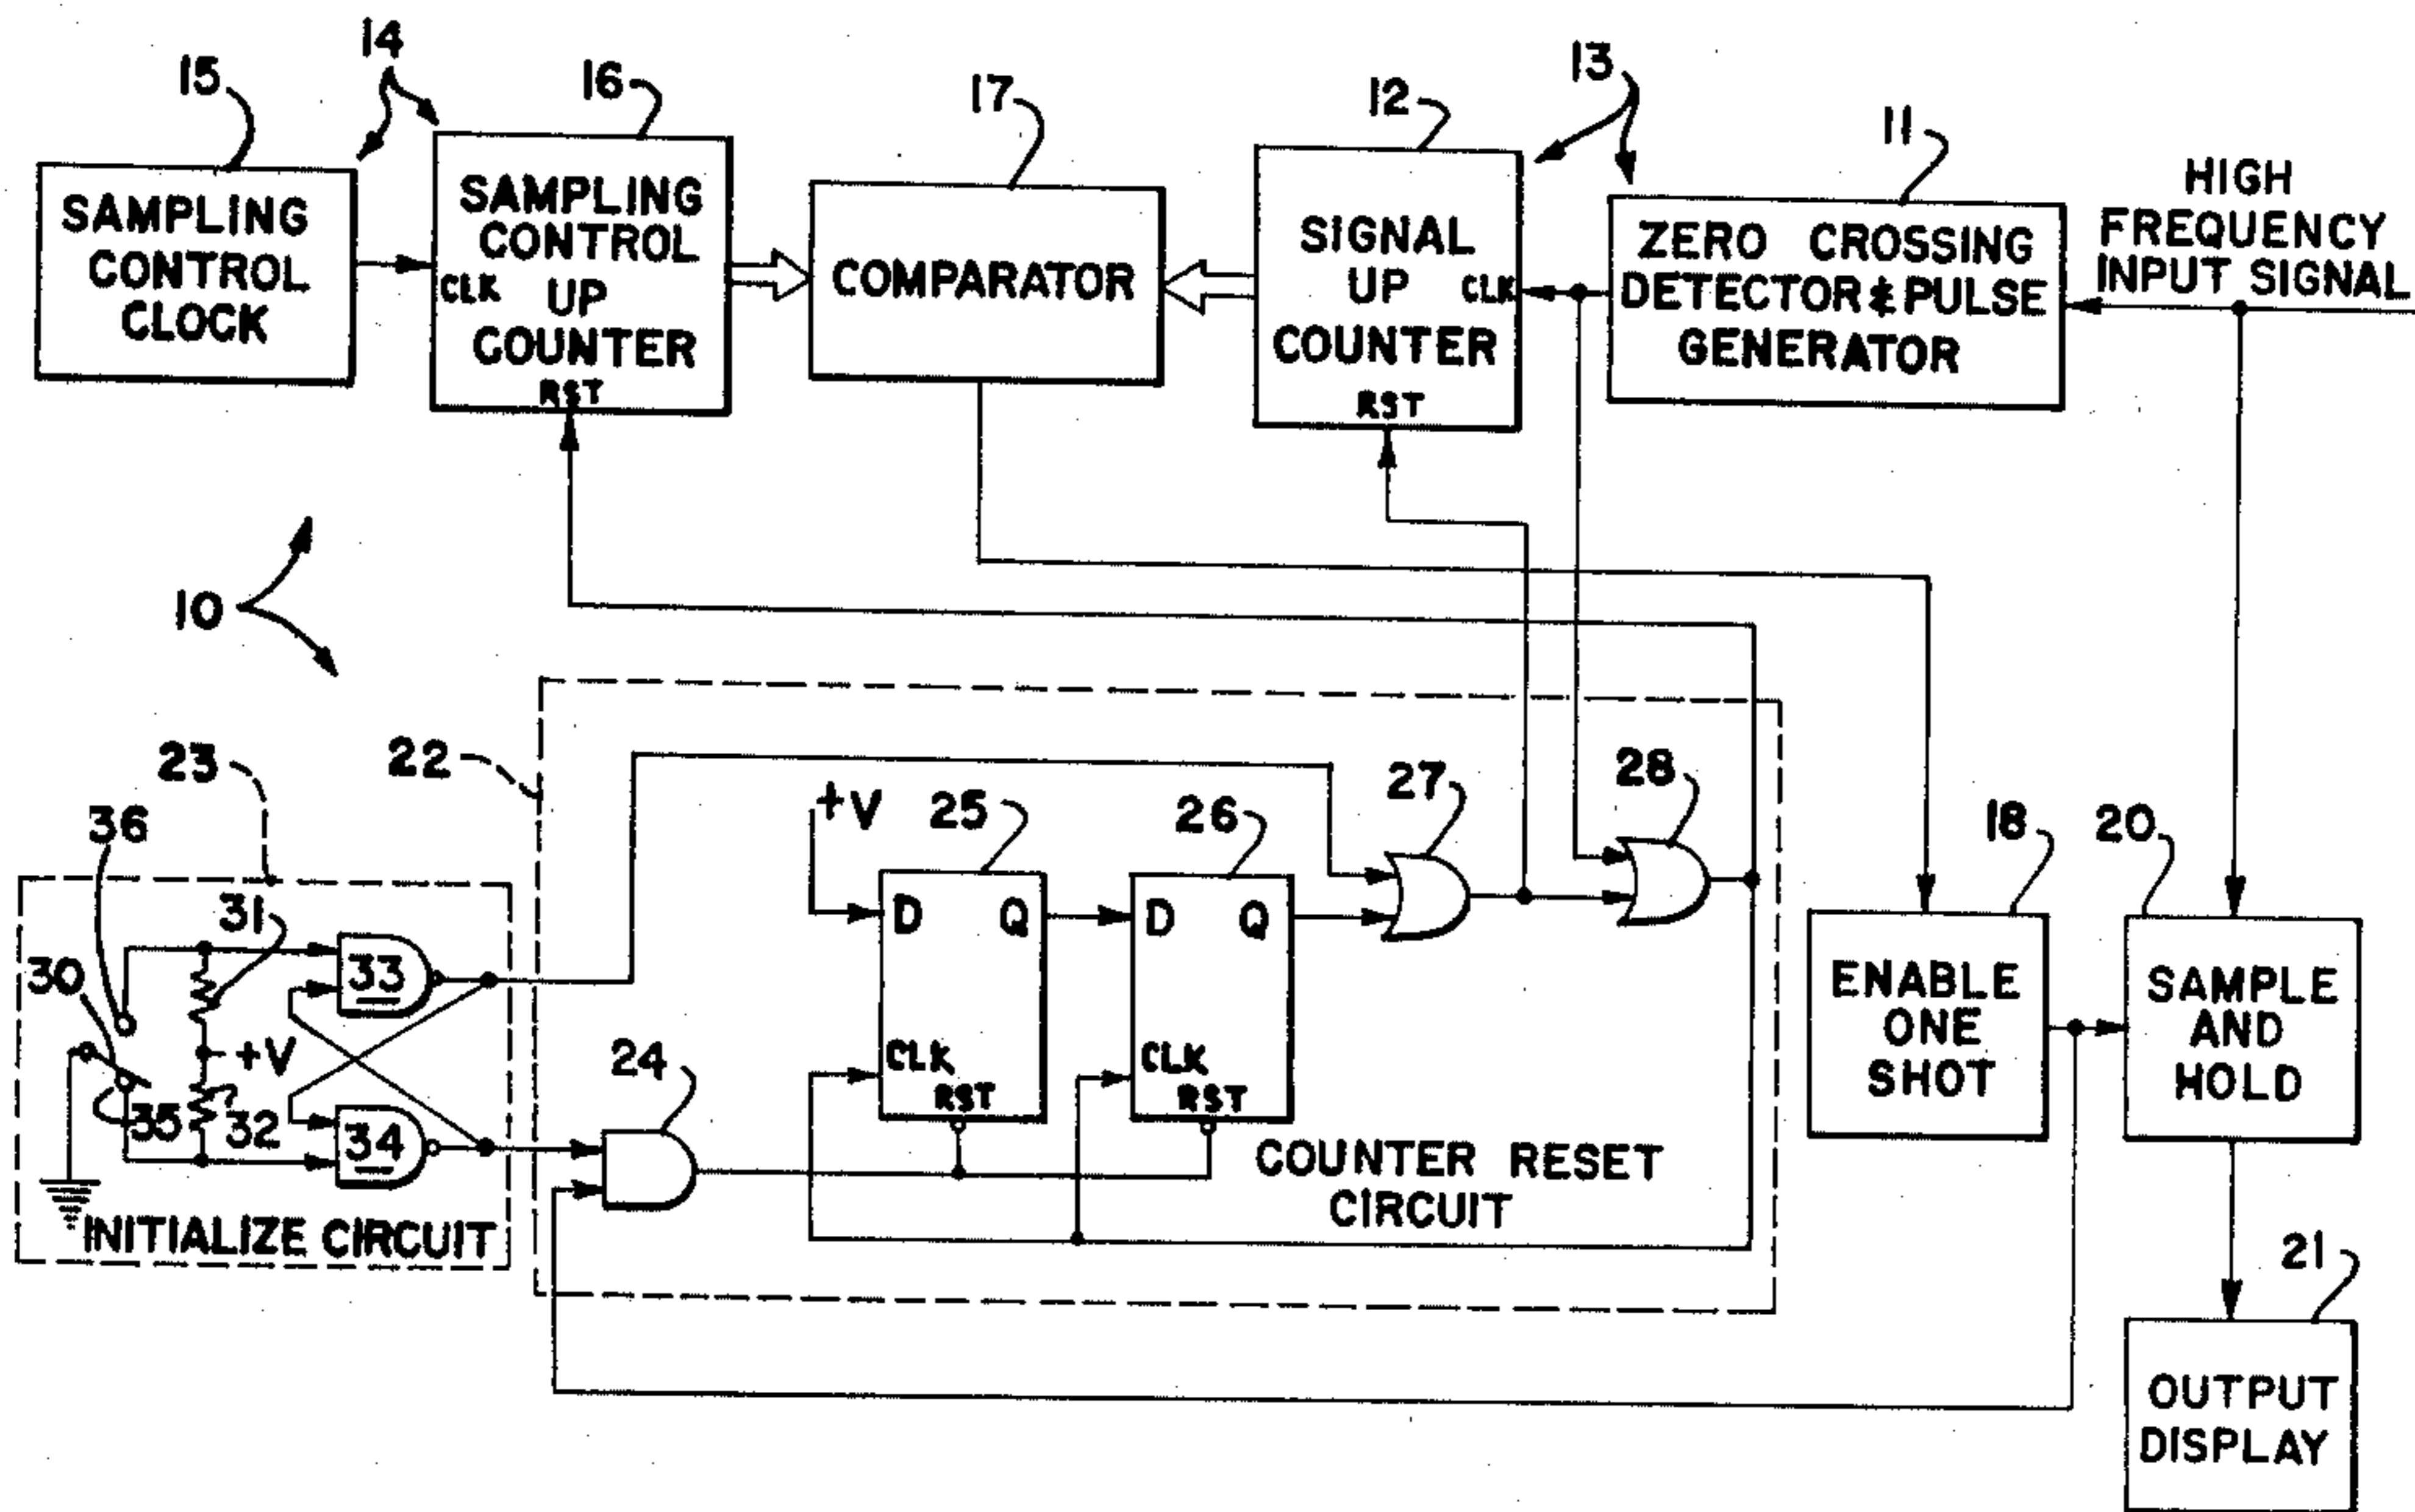 14
15
16
17
12
13
11
SAMPLING
CONTROL
CLOCK
SAMPLING
CONTROL
CLK UP
COUNTER
RST
COMPARATOR
SIGNAL
UP CLK
COUNTER
RST
ZERO CROSSING
DETECTOR & PULSE
GENERATOR
HIGH
FREQUENCY
INPUT SIGNAL
10
23
22
+V
25
26
27
28
18
20
36
31
30
33
+V
35
32
34
INITIALIZE CIRCUIT
24
D Q
CLK
RST
D Q
CLK
RST
COUNTER RESET
CIRCUIT
ENABLE
ONE
SHOT
SAMPLE
AND
HOLD
21
OUTPUT
DISPLAY